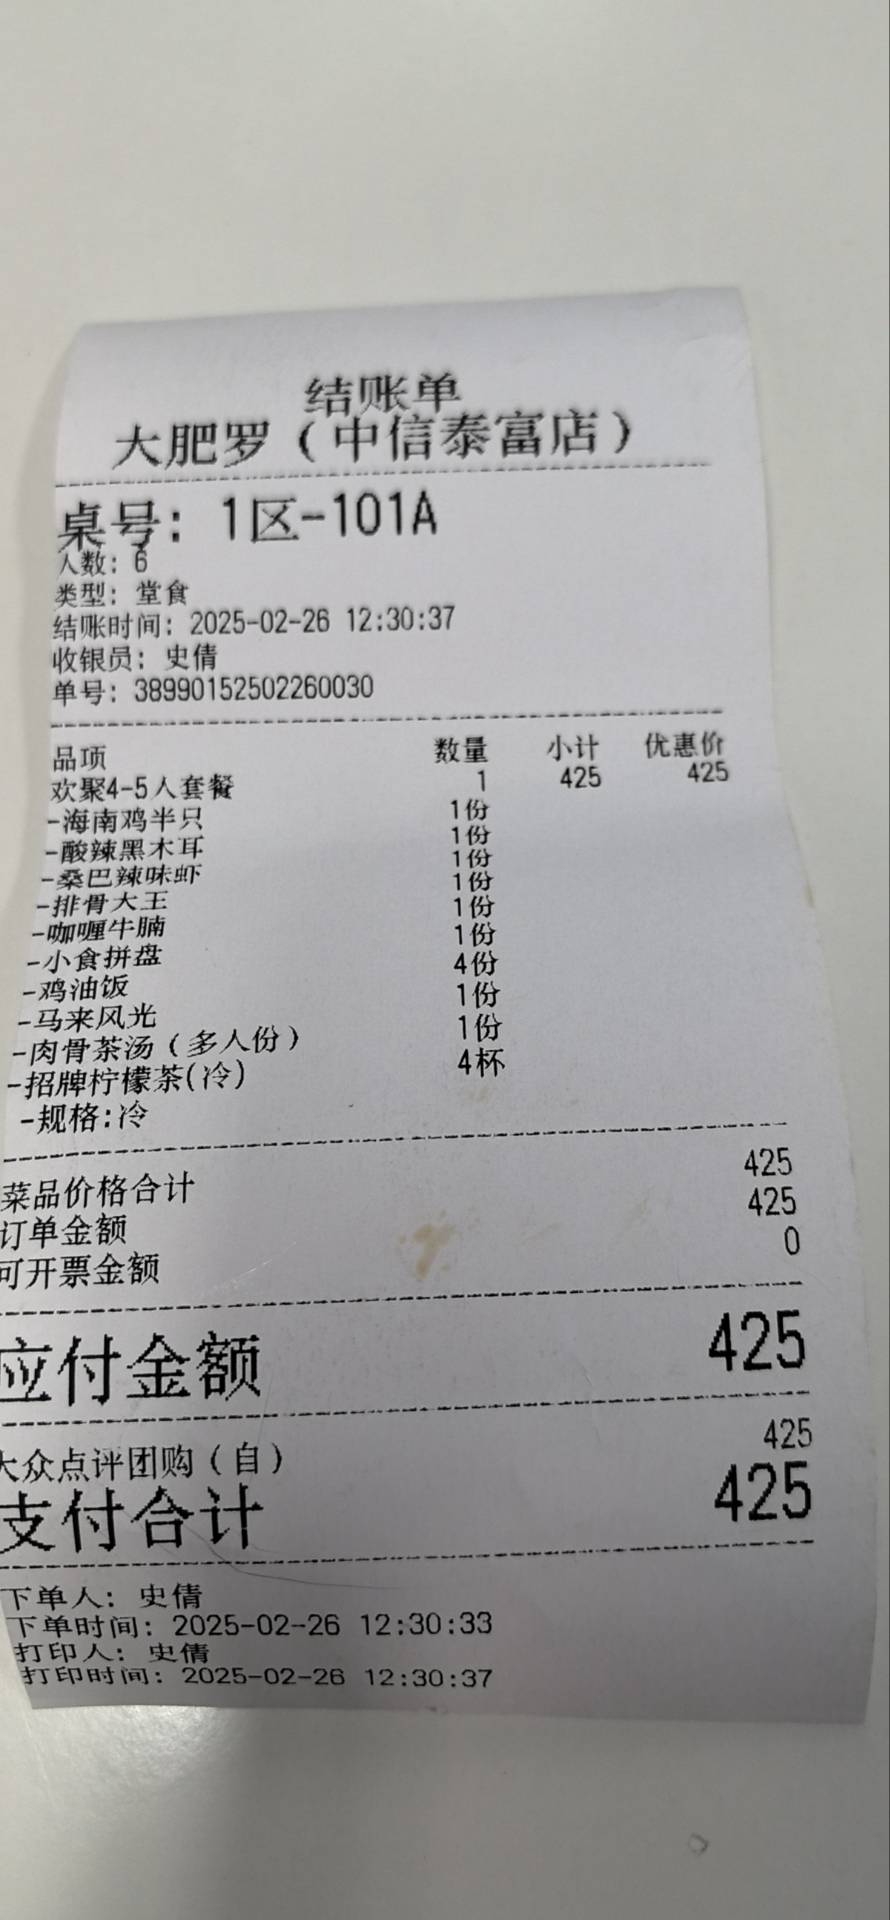 结账单
大肥罗（中信泰富店）
桌号：1区-101A
人数：6
类型：堂食
结账时间：2025-02-26 12:30:37
收银员：史倩
单号：38990152502260030
品项 数量 小计 优惠价
欢聚4-5人套餐 1 425 425
-海南鸡半只 1份
-酸辣黑木耳 1份
-桑巴辣味虾 1份
-排骨大王 1份
-咖喱牛腩 1份
-小食拼盘 1份
-鸡油饭 4份
-马来风光 1份
-肉骨茶汤（多人份） 1份
-招牌柠檬茶(冷) 4杯
-规格:冷
菜品价格合计 425
订单金额 425
可开票金额 0
应付金额 425
大众点评团购（自） 425
支付合计 425
下单人：史倩
下单时间：2025-02-26 12:30:33
打印人：史倩
打印时间：2025-02-26 12:30:37